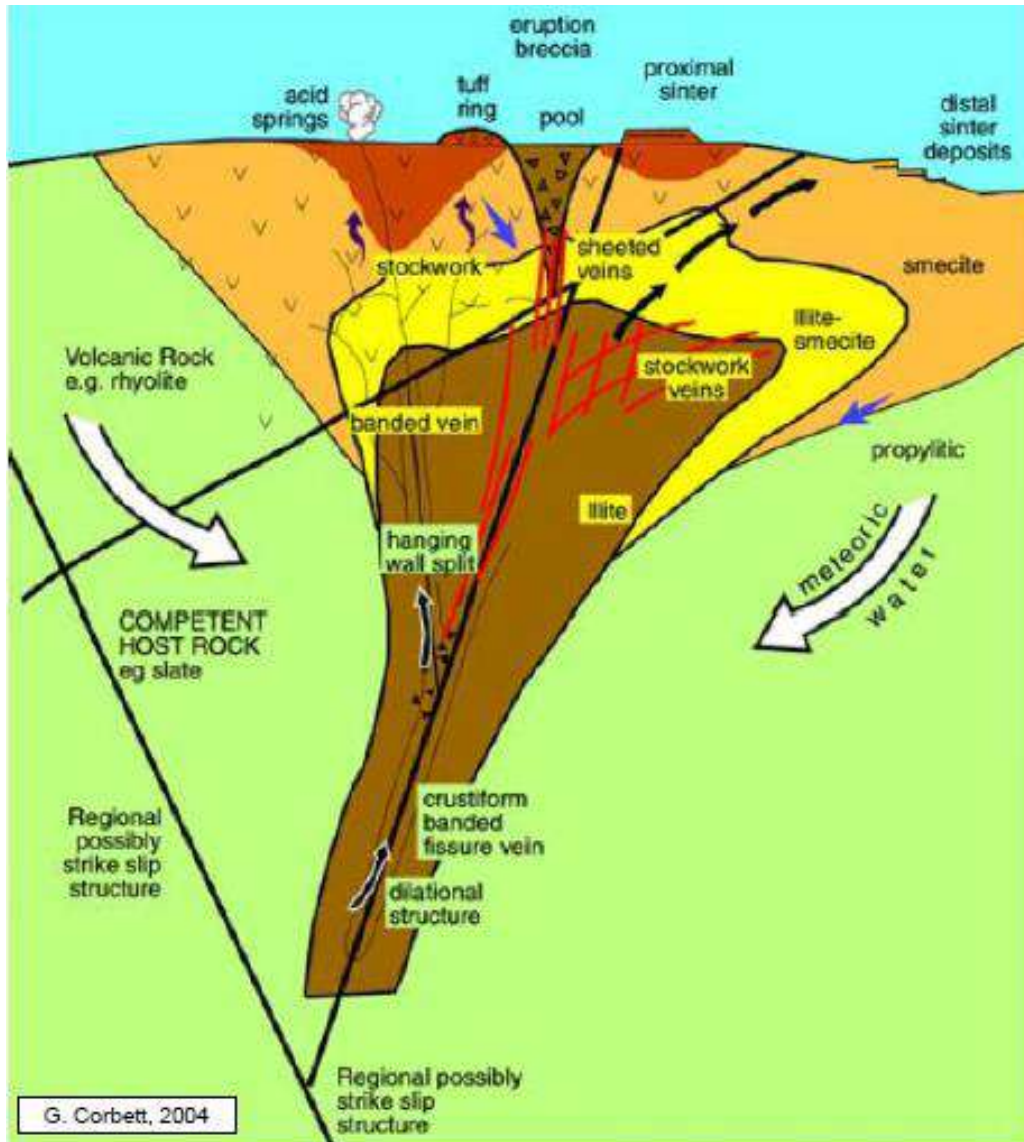 eruption
breccia
acid
springs
tuff
ring
pool
proximal
sinter
distal
sinter
deposits
stockwork
sheeted
veins
smecite
Illite-
smecite
stockwork
veins
Volcanic Rock
e.g. rhyolite
banded vein
propylitic
Illite
hanging
wall split
meteoric
water
COMPETENT
HOST ROCK
eg slate
Regional
possibly
strike slip
structure
crustiform
banded
fissure vein
dilational
structure
Regional possibly
strike slip
structure
G. Corbett, 2004